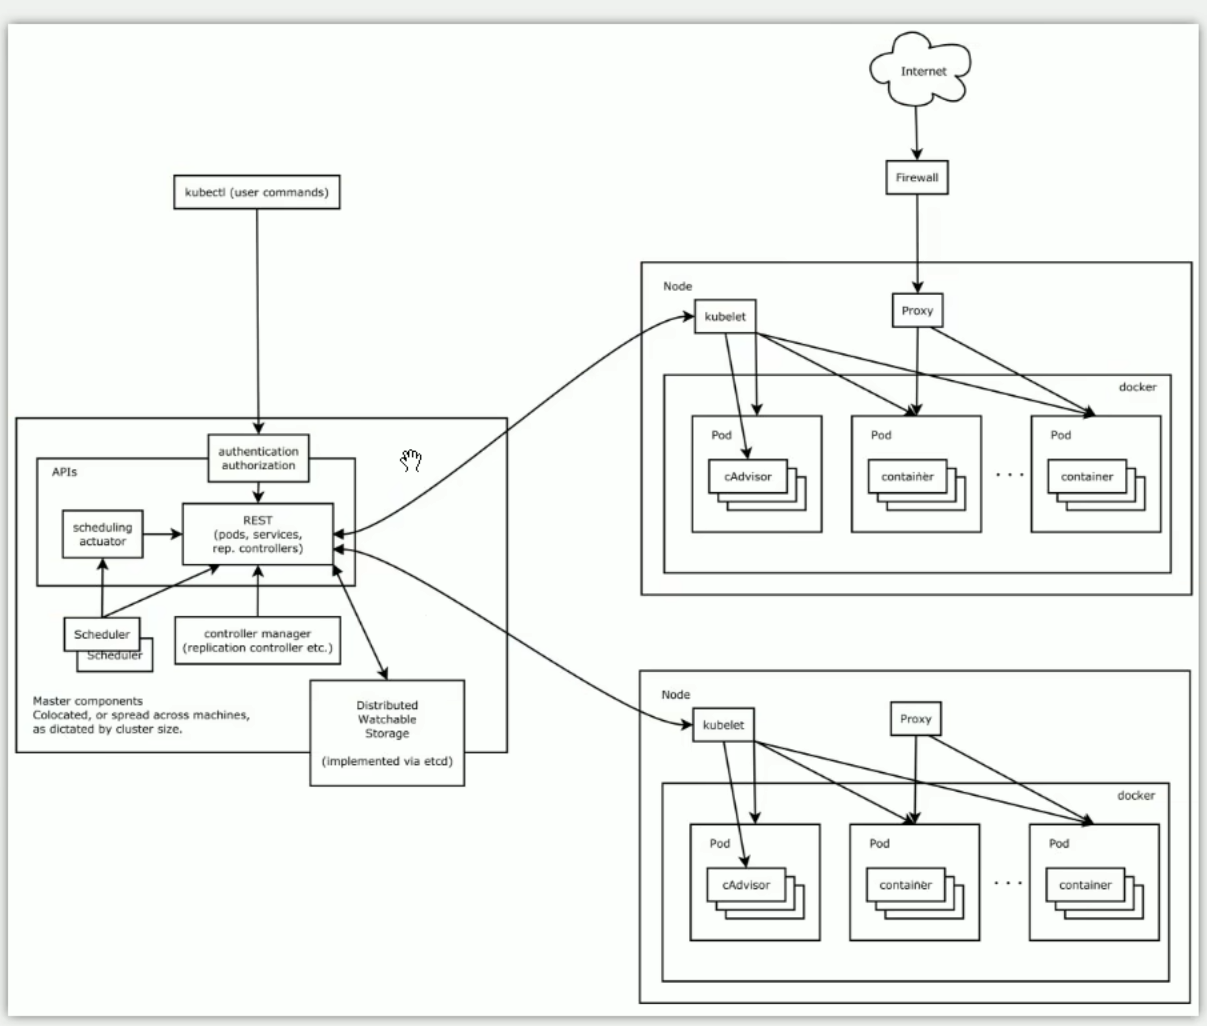 Internet
Firewall
kubectl (user commands)
Node
kubelet
Proxy
docker
Pod
cAdvisor
Pod
container
. . .
Pod
container
authentication
authorization
APIs
REST
(pods, services,
rep. controllers)
scheduling
actuator
Scheduler
Scheduler
controller manager
(replication controller etc.)
Master components
Colocated, or spread across machines,
as dictated by cluster size.
Distributed
Watchable
Storage
(implemented via etcd)
Node
kubelet
Proxy
docker
Pod
cAdvisor
Pod
container
. . .
Pod
container